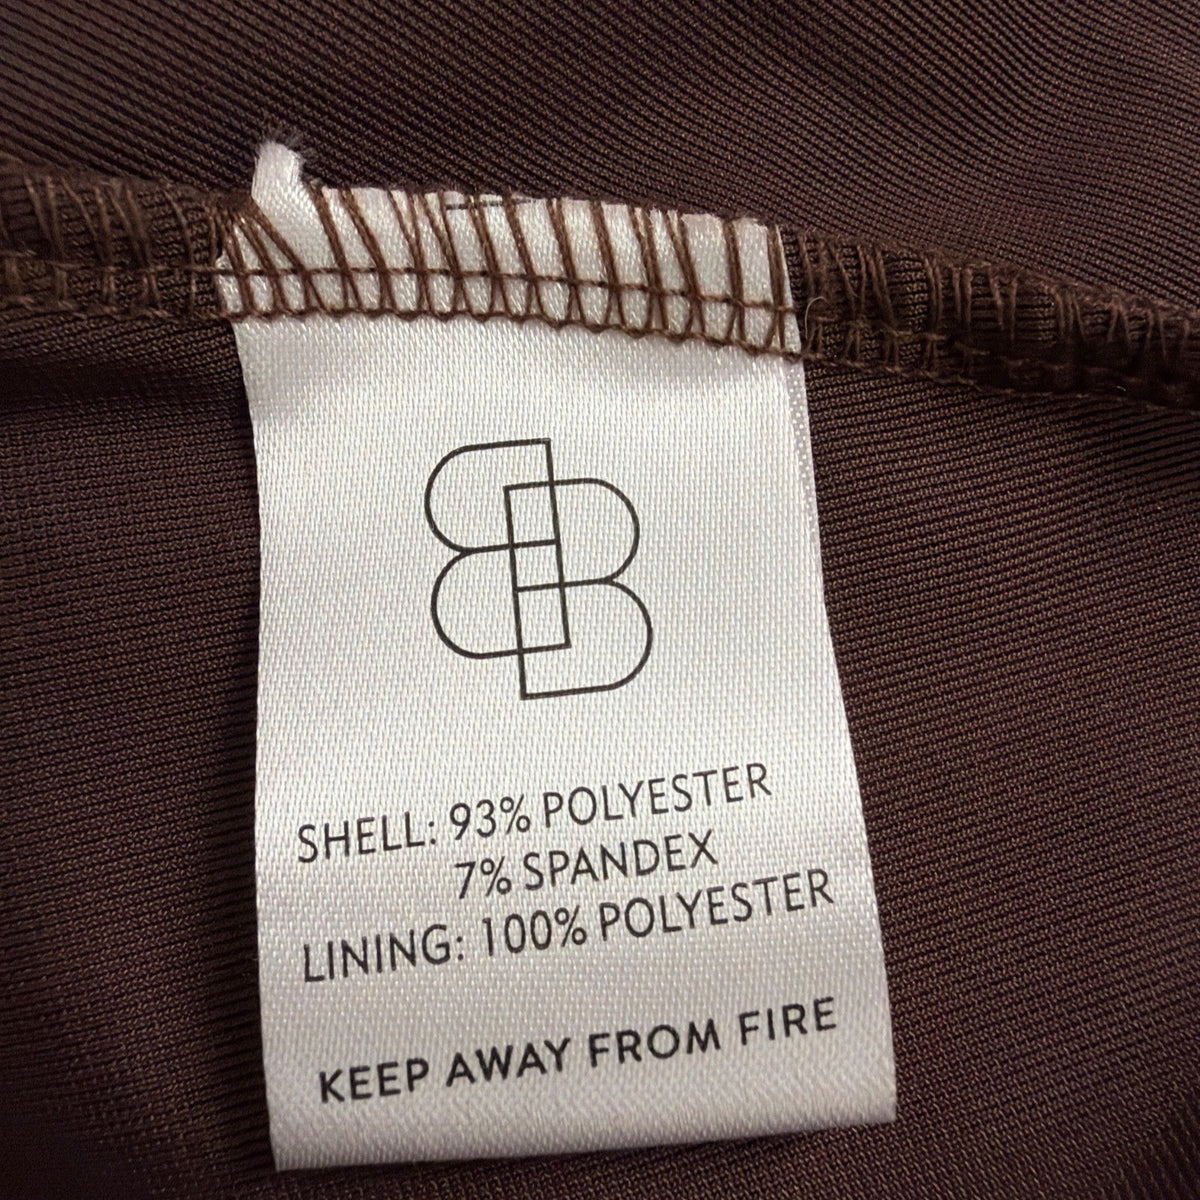 SHELL: 93% POLYESTER
7% SPANDEX
LINING: 100% POLYESTER
KEEP AWAY FROM FIRE